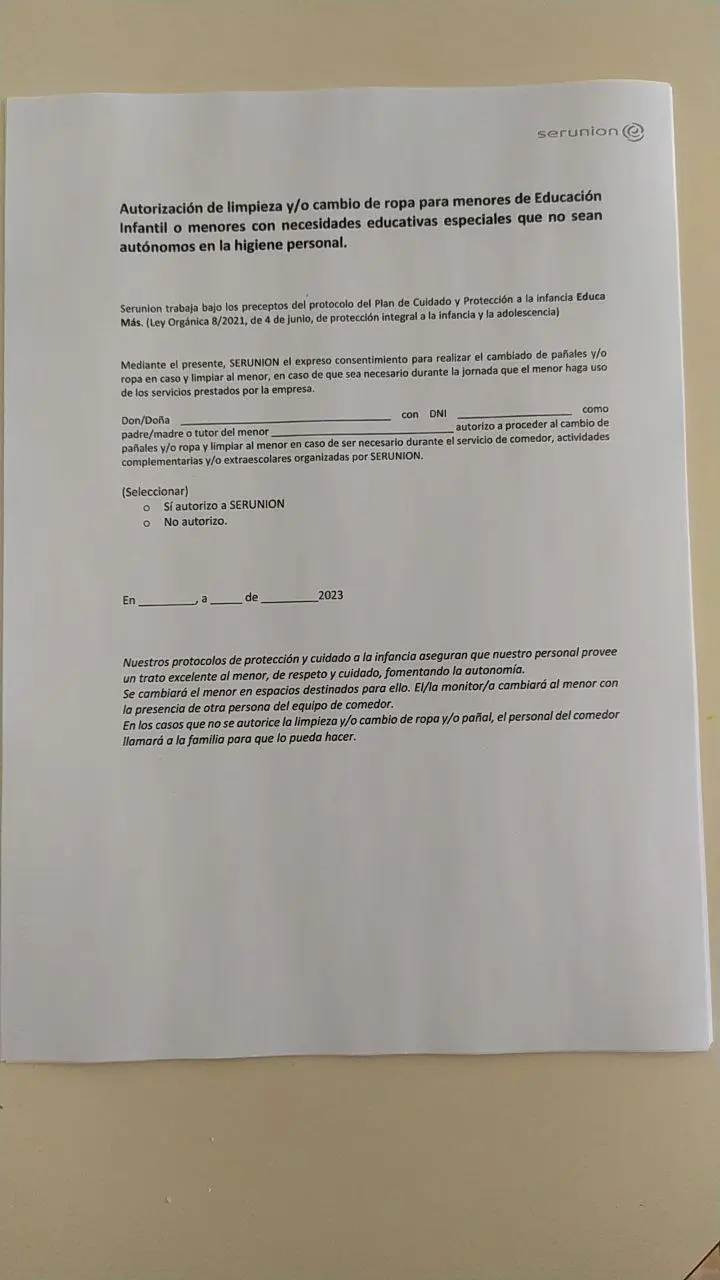 serunion
Autorización de limpieza y/o cambio de ropa para menores de Educación
Infantil o menores con necesidades educativas especiales que no sean
autónomos en la higiene personal.
Serunion trabaja bajo los preceptos del protocolo del Plan de Cuidado y Protección a la infancia Educa
Más. (Ley Orgánica 8/2021, de 4 de junio, de protección integral a la infancia y la adolescencia)
Mediante el presente, SERUNION el expreso consentimiento para realizar el cambiado de pañales y/o
ropa en caso y limpiar al menor, en caso de que sea necesario durante la jornada que el menor haga uso
de los servicios prestados por la empresa.
Don/Doña ____________ con DNI ____________ como
padre/madre o tutor del menor ____________ autorizo a proceder al cambio de
pañales y/o ropa y limpiar al menor en caso de ser necesario durante el servicio de comedor, actividades
complementarias y/o extraescolares organizadas por SERUNION.
(Seleccionar)
o Sí autorizo a SERUNION
o No autorizo.
En _________, a _____ de _________2023
Nuestros protocolos de protección y cuidado a la infancia aseguran que nuestro personal provee
un trato excelente al menor, de respeto y cuidado, fomentando la autonomía.
Se cambiará el menor en espacios destinados para ello. El/la monitor/a cambiará al menor con
la presencia de otra persona del equipo de comedor.
En los casos que no se autorice la limpieza y/o cambio de ropa y/o pañal, el personal del comedor
llamará a la familia para que lo pueda hacer.